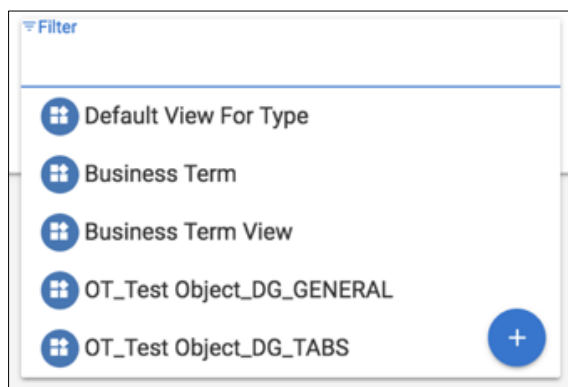 Filter
Default View For Type
Business Term
Business Term View
OT_Test Object_DG_GENERAL
OT_Test Object_DG_TABS